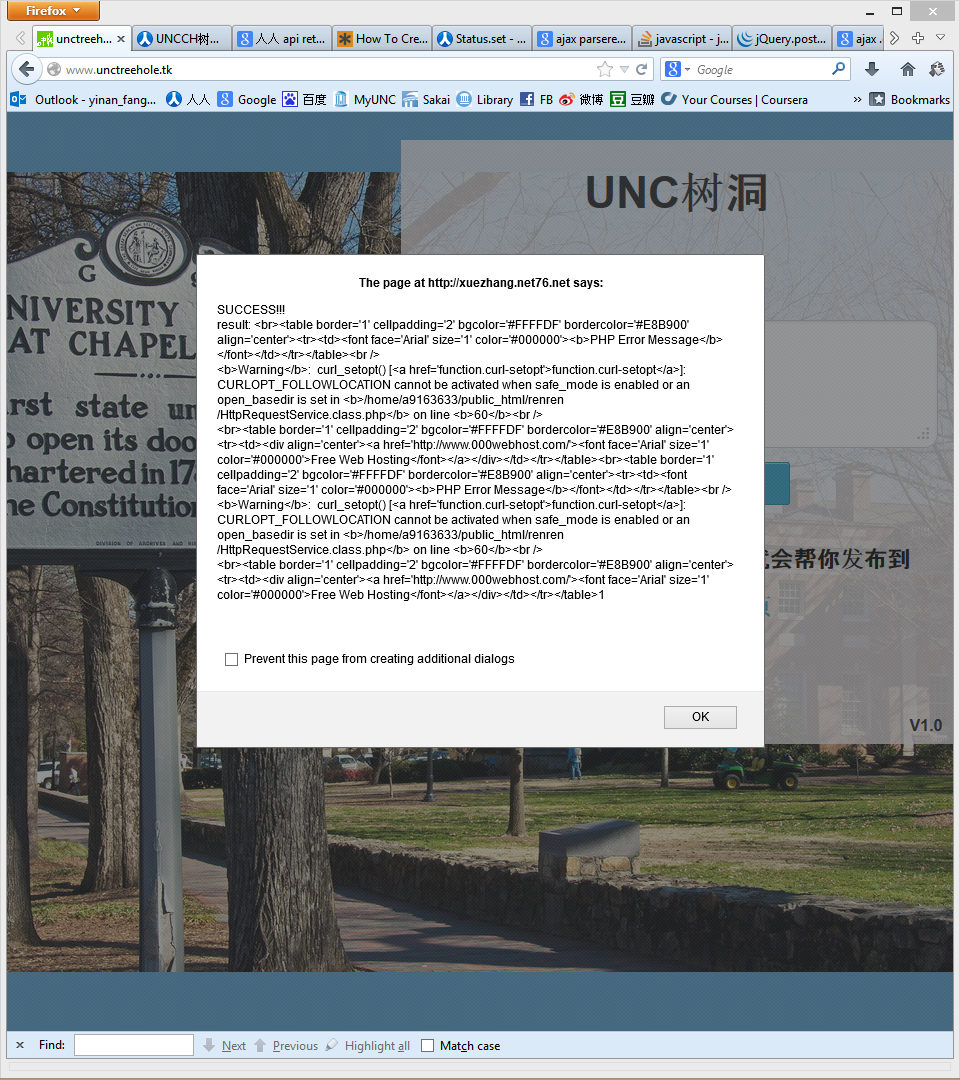 Firefox
unctreeh...
UNCCH树...
人人 api ret...
How To Cre...
Status.set - ...
ajax parsere...
javascript - j...
jQuery.post...
ajax .
www.unctreehole.tk
Google
Outlook - yinan_fang...
人人
Google
百度
MyUNC
Sakai
Library
FB
微博
豆瓣
Your Courses | Coursera
»
Bookmarks
UNC树洞
G
NIVERSITY
AT CHAPEL
rst state un
o open its doo
hartered in 17
he Constitution
DIVISION OF ARCHIVES AND HIS
The page at http://xuezhang.net76.net says:
SUCCESS!!!
result: <br><table border='1' cellpadding='2' bgcolor='#FFFFDF' bordercolor='#E8B900'
align='center'><tr><td><font face='Arial' size='1' color='#000000'><b>PHP Error Message</b>
</font></td></tr></table><br />
<b>Warning</b>:  curl_setopt() [<a href='function.curl-setopt'>function.curl-setopt</a>]:
CURLOPT_FOLLOWLOCATION cannot be activated when safe_mode is enabled or an
open_basedir is set in <b>/home/a9163633/public_html/renren
/HttpRequestService.class.php</b> on line <b>60</b><br />
<br><table border='1' cellpadding='2' bgcolor='#FFFFDF' bordercolor='#E8B900' align='center'>
<tr><td><div align='center'><a href='http://www.000webhost.com/'><font face='Arial' size='1'
color='#000000'>Free Web Hosting</font></a></div></td></tr></table><br><table border='1'
cellpadding='2' bgcolor='#FFFFDF' bordercolor='#E8B900' align='center'><tr><td><font
face='Arial' size='1' color='#000000'><b>PHP Error Message</b></font></td></tr></table><br />
<b>Warning</b>:  curl_setopt() [<a href='function.curl-setopt'>function.curl-setopt</a>]:
CURLOPT_FOLLOWLOCATION cannot be activated when safe_mode is enabled or an
open_basedir is set in <b>/home/a9163633/public_html/renren
/HttpRequestService.class.php</b> on line <b>60</b><br />
<br><table border='1' cellpadding='2' bgcolor='#FFFFDF' bordercolor='#E8B900' align='center'>
<tr><td><div align='center'><a href='http://www.000webhost.com/'><font face='Arial' size='1'
color='#000000'>Free Web Hosting</font></a></div></td></tr></table>1
就会帮你发布到
Prevent this page from creating additional dialogs
OK
V1.0
Find:
Next
Previous
Highlight all
Match case